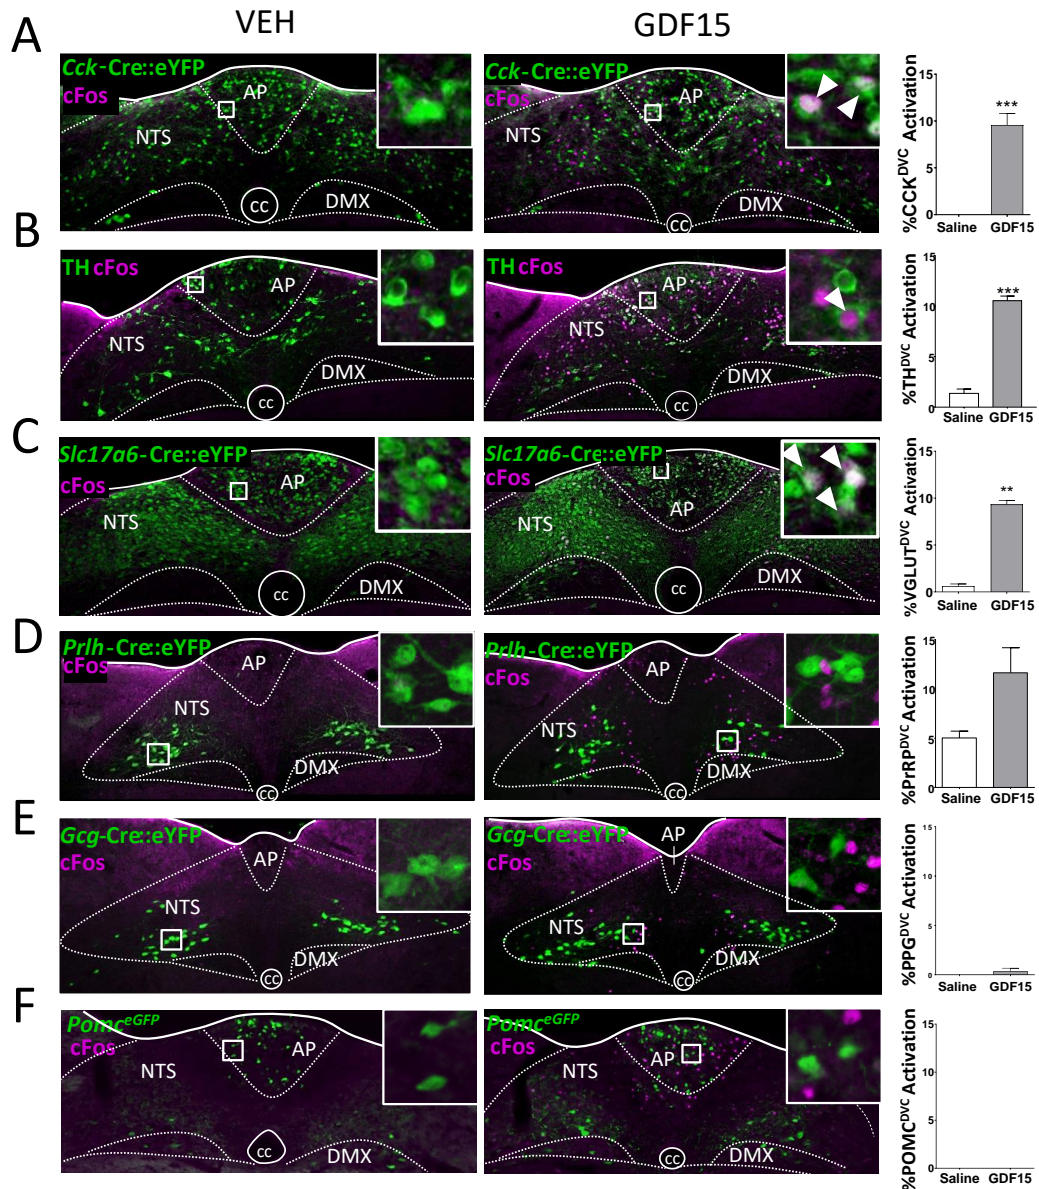 VEH
GDF15
A
Cck-Cre::eYFP
cFos
AP
NTS
cc
DMX
Cck-Cre::eYFP
cFos
AP
NTS
cc
DMX
%CCKDVC Activation
15
10
5
0
***
Saline GDF15
B
TH cFos
AP
NTS
cc
DMX
TH cFos
AP
NTS
cc
DMX
%THDVC Activation
15
10
5
0
***
Saline GDF15
C
Slc17a6-Cre::eYFP
cFos
AP
NTS
cc
DMX
Slc17a6-Cre::eYFP
cFos
AP
NTS
cc
DMX
%VGLUTDVC Activation
15
10
5
0
**
Saline GDF15
D
Prlh-Cre::eYFP
cFos
AP
NTS
DMX
cc
Prlh-Cre::eYFP
cFos
AP
NTS
DMX
cc
%PrRPDVC Activation
15
10
5
0
Saline GDF15
E
Gcg-Cre::eYFP
cFos
AP
NTS
DMX
cc
Gcg-Cre::eYFP
cFos
AP
NTS
DMX
cc
%PPGDVC Activation
15
10
5
0
Saline GDF15
F
PomceGFP
cFos
AP
NTS
cc
DMX
PomceGFP
cFos
AP
NTS
cc
DMX
%POMCDVC Activation
15
10
5
0
Saline GDF15